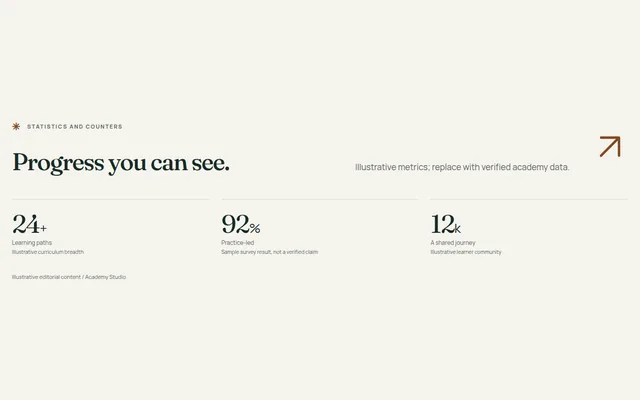 STATISTICS AND COUNTERS
Progress you can see.
Illustrative metrics; replace with verified academy data.
24+
Learning paths
Illustrative curriculum breadth
92%
Practice-led
Sample survey result, not a verified claim
12k
A shared journey
Illustrative learner community
Illustrative editorial content / Academy Studio